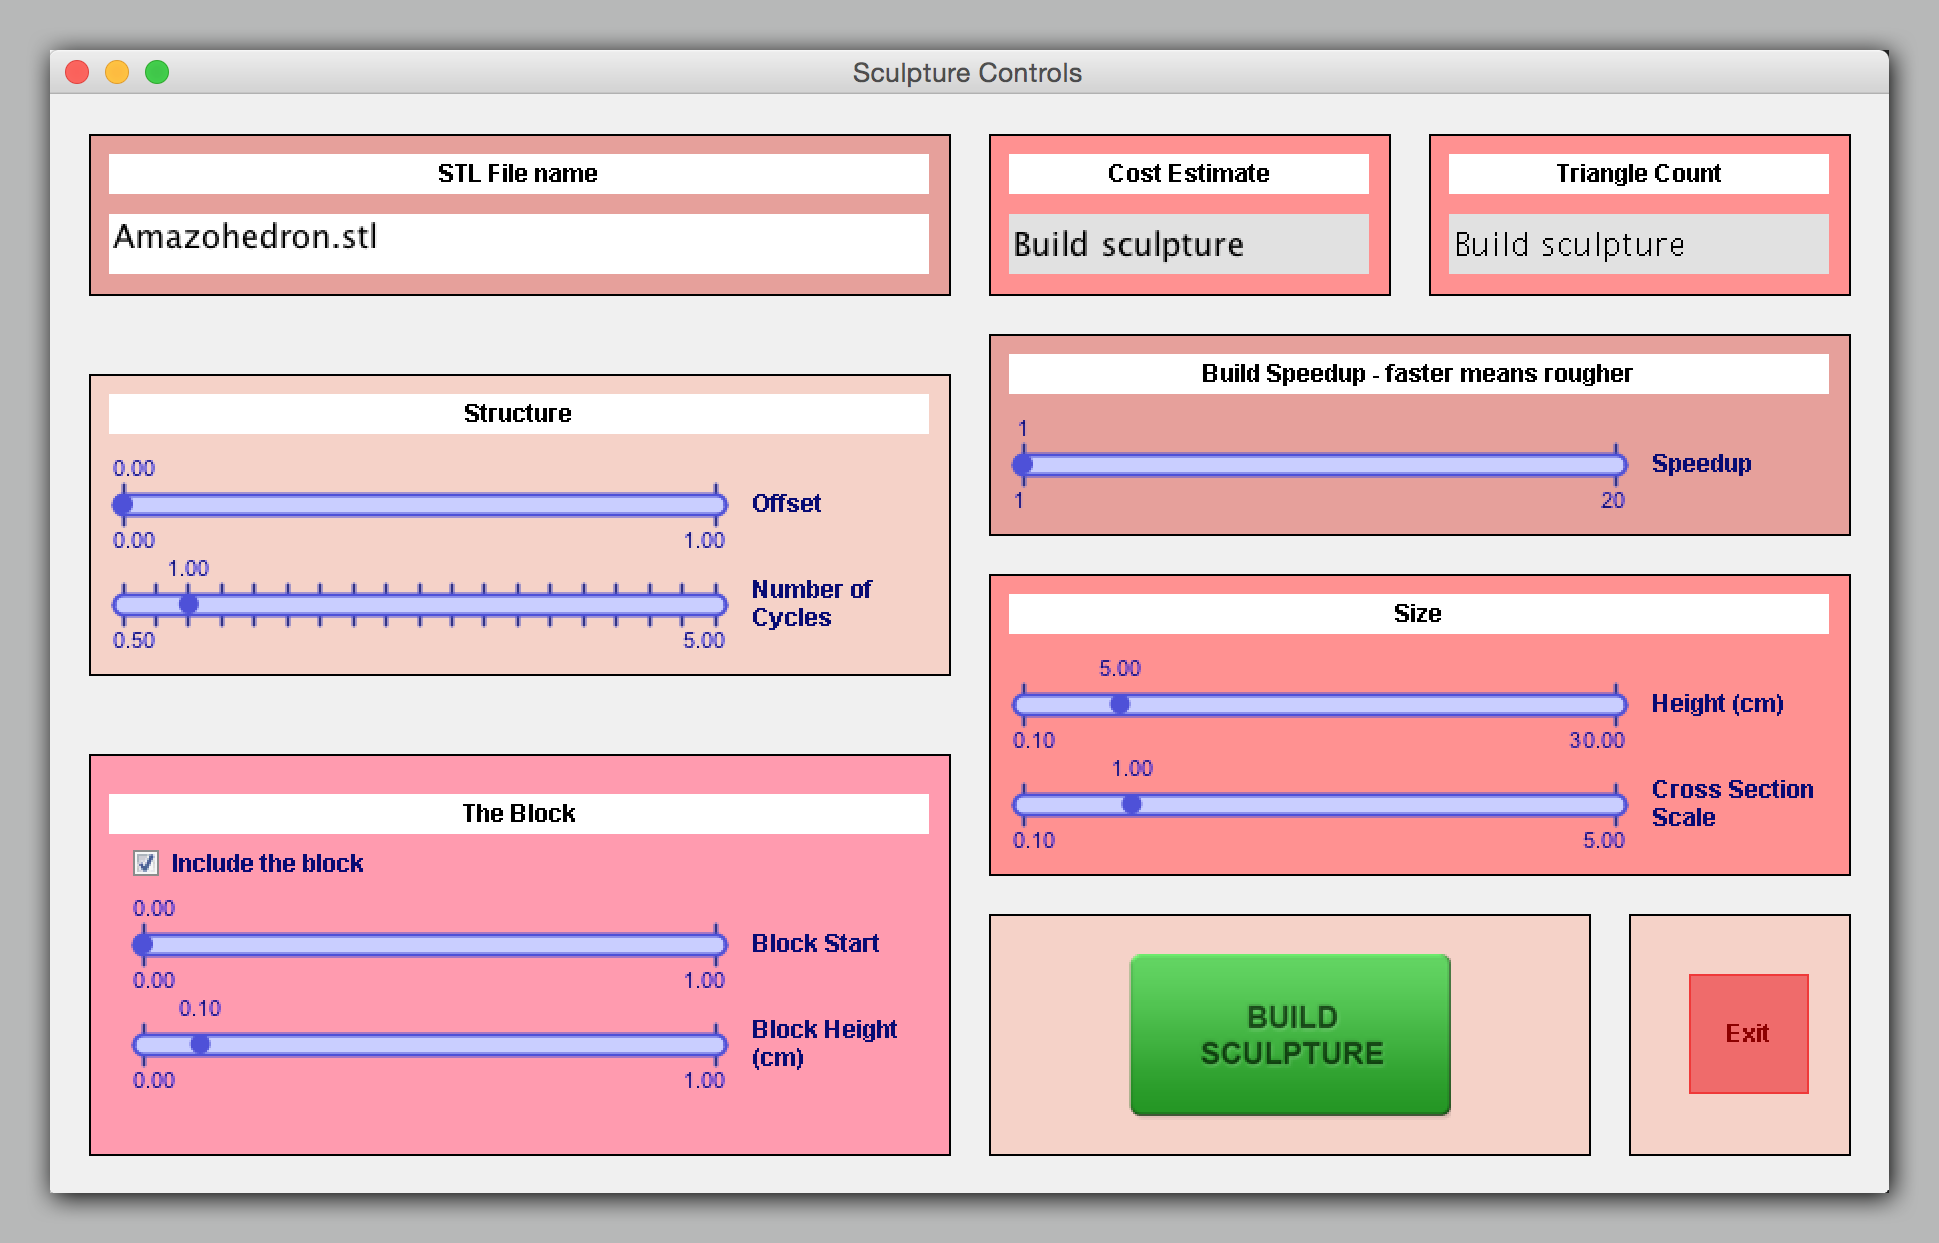 Sculpture Controls
STL File name
Amazohedron.stl
Cost Estimate
Build sculpture
Triangle Count
Build sculpture
Structure
0.00
Offset
0.00 1.00
1.00
Number of
Cycles
0.50 5.00
Build Speedup - faster means rougher
1
Speedup
1 20
Size
5.00
Height (cm)
0.10 30.00
1.00
Cross Section
Scale
0.10 5.00
The Block
Include the block
0.00
Block Start
0.00 1.00
0.10
Block Height
(cm)
0.00 1.00
BUILD
SCULPTURE
Exit